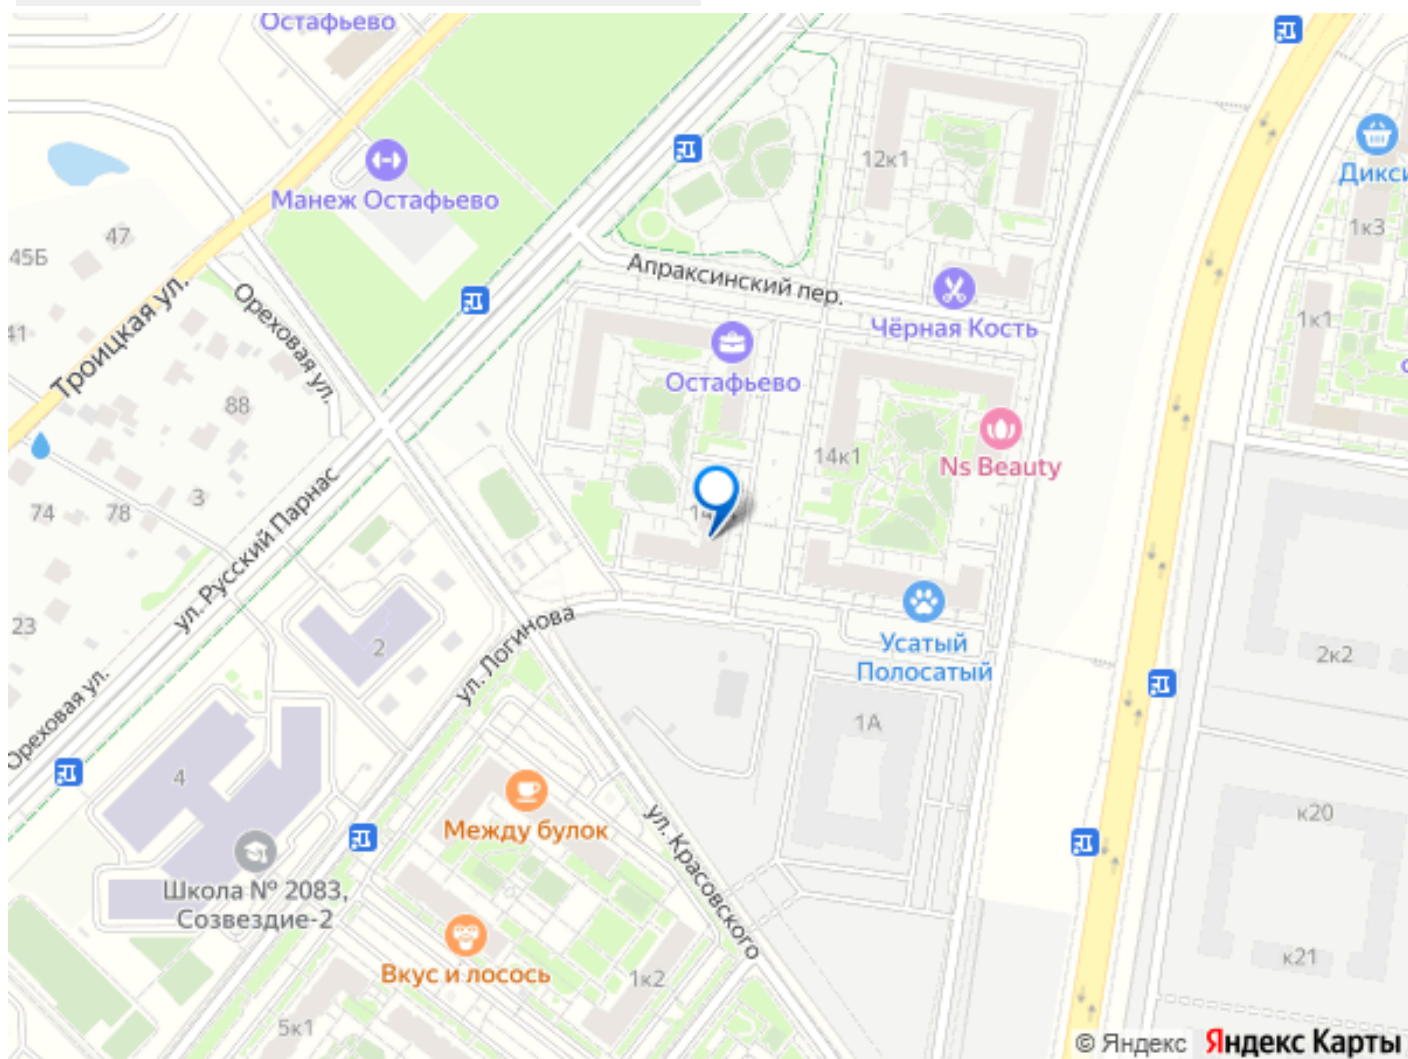 Остафьево
12к1
Дикси
1к3
Манеж Остафьево
47
45Б
Апраксинский пер.
Троицкая ул.
Ореховая ул.
41
Чёрная Кость
1к1
Остафьево
88
14к1
Ns Beauty
74
78
3
ул. Русский Парнас
23
2
ул. Логинова
Усатый
Полосатый
2к2
Ореховая ул.
1А
4
Между булок
ул. Красовского
к20
Школа № 2083,
Созвездие-2
Вкус и лосось
1к2
к21
5к1
© Яндекс
Яндекс Карты